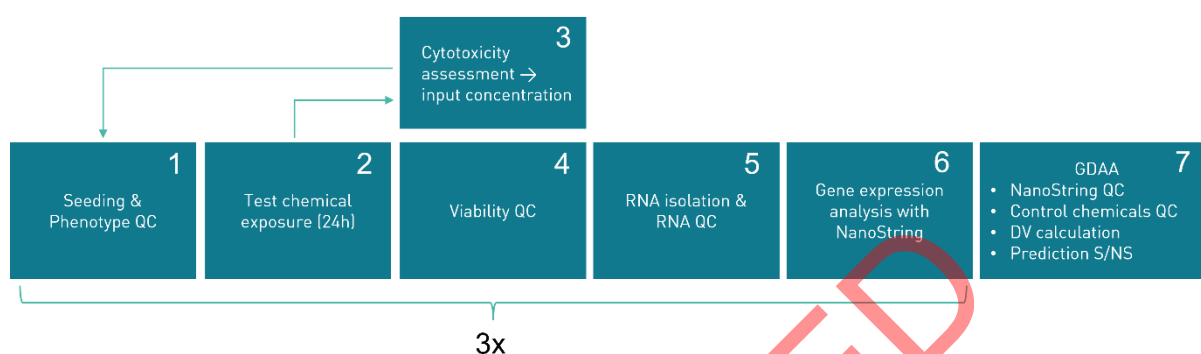 3
Cytotoxicity
assessment →
input concentration
1
Seeding &
Phenotype QC
2
Test chemical
exposure (24h)
4
Viability QC
5
RNA isolation &
RNA QC
6
Gene expression
analysis with
NanoString
7
GDAA
• NanoString QC
• Control chemicals QC
• DV calculation
• Prediction S/NS
3x